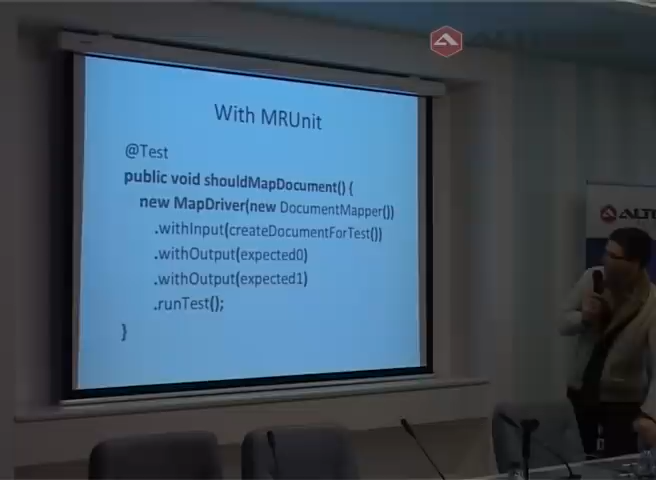 With MRUnit
@Test
public void shouldMapDocument() {
new MapDriver(new DocumentMapper())
.withInput(createDocumentForTest())
.withOutput(expected0)
.withOutput(expected1)
.runTest();
}